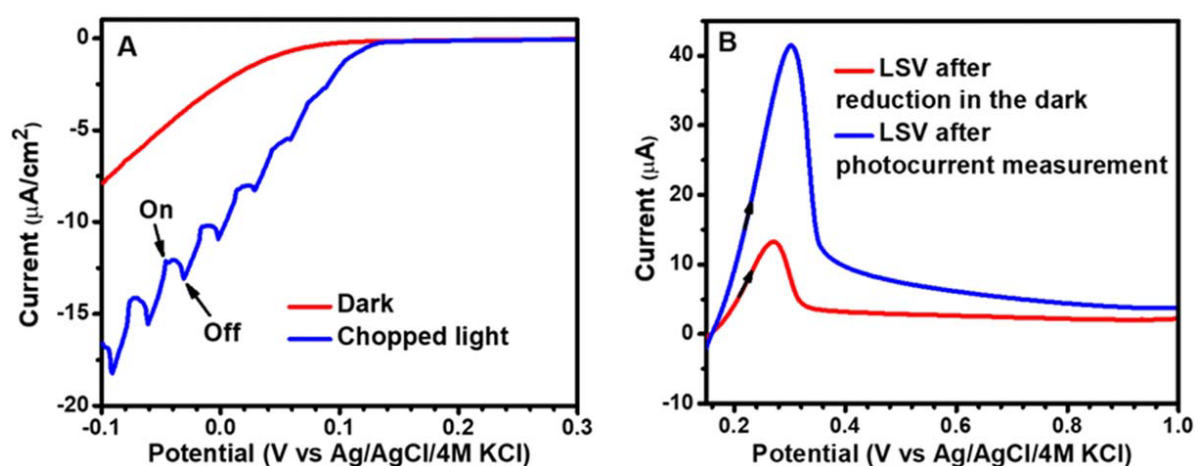 A
0
-5
-10
-15
-20
Current (μA/cm²)
On
Off
Dark
Chopped light
-0.1
0.0
0.1
0.2
0.3
Potential (V vs Ag/AgCl/4M KCl)
B
40
30
20
10
0
-10
Current (μA)
LSV after
reduction in the dark
LSV after
photocurrent measurement
0.2
0.4
0.6
0.8
1.0
Potential (V vs Ag/AgCl/4M KCl)